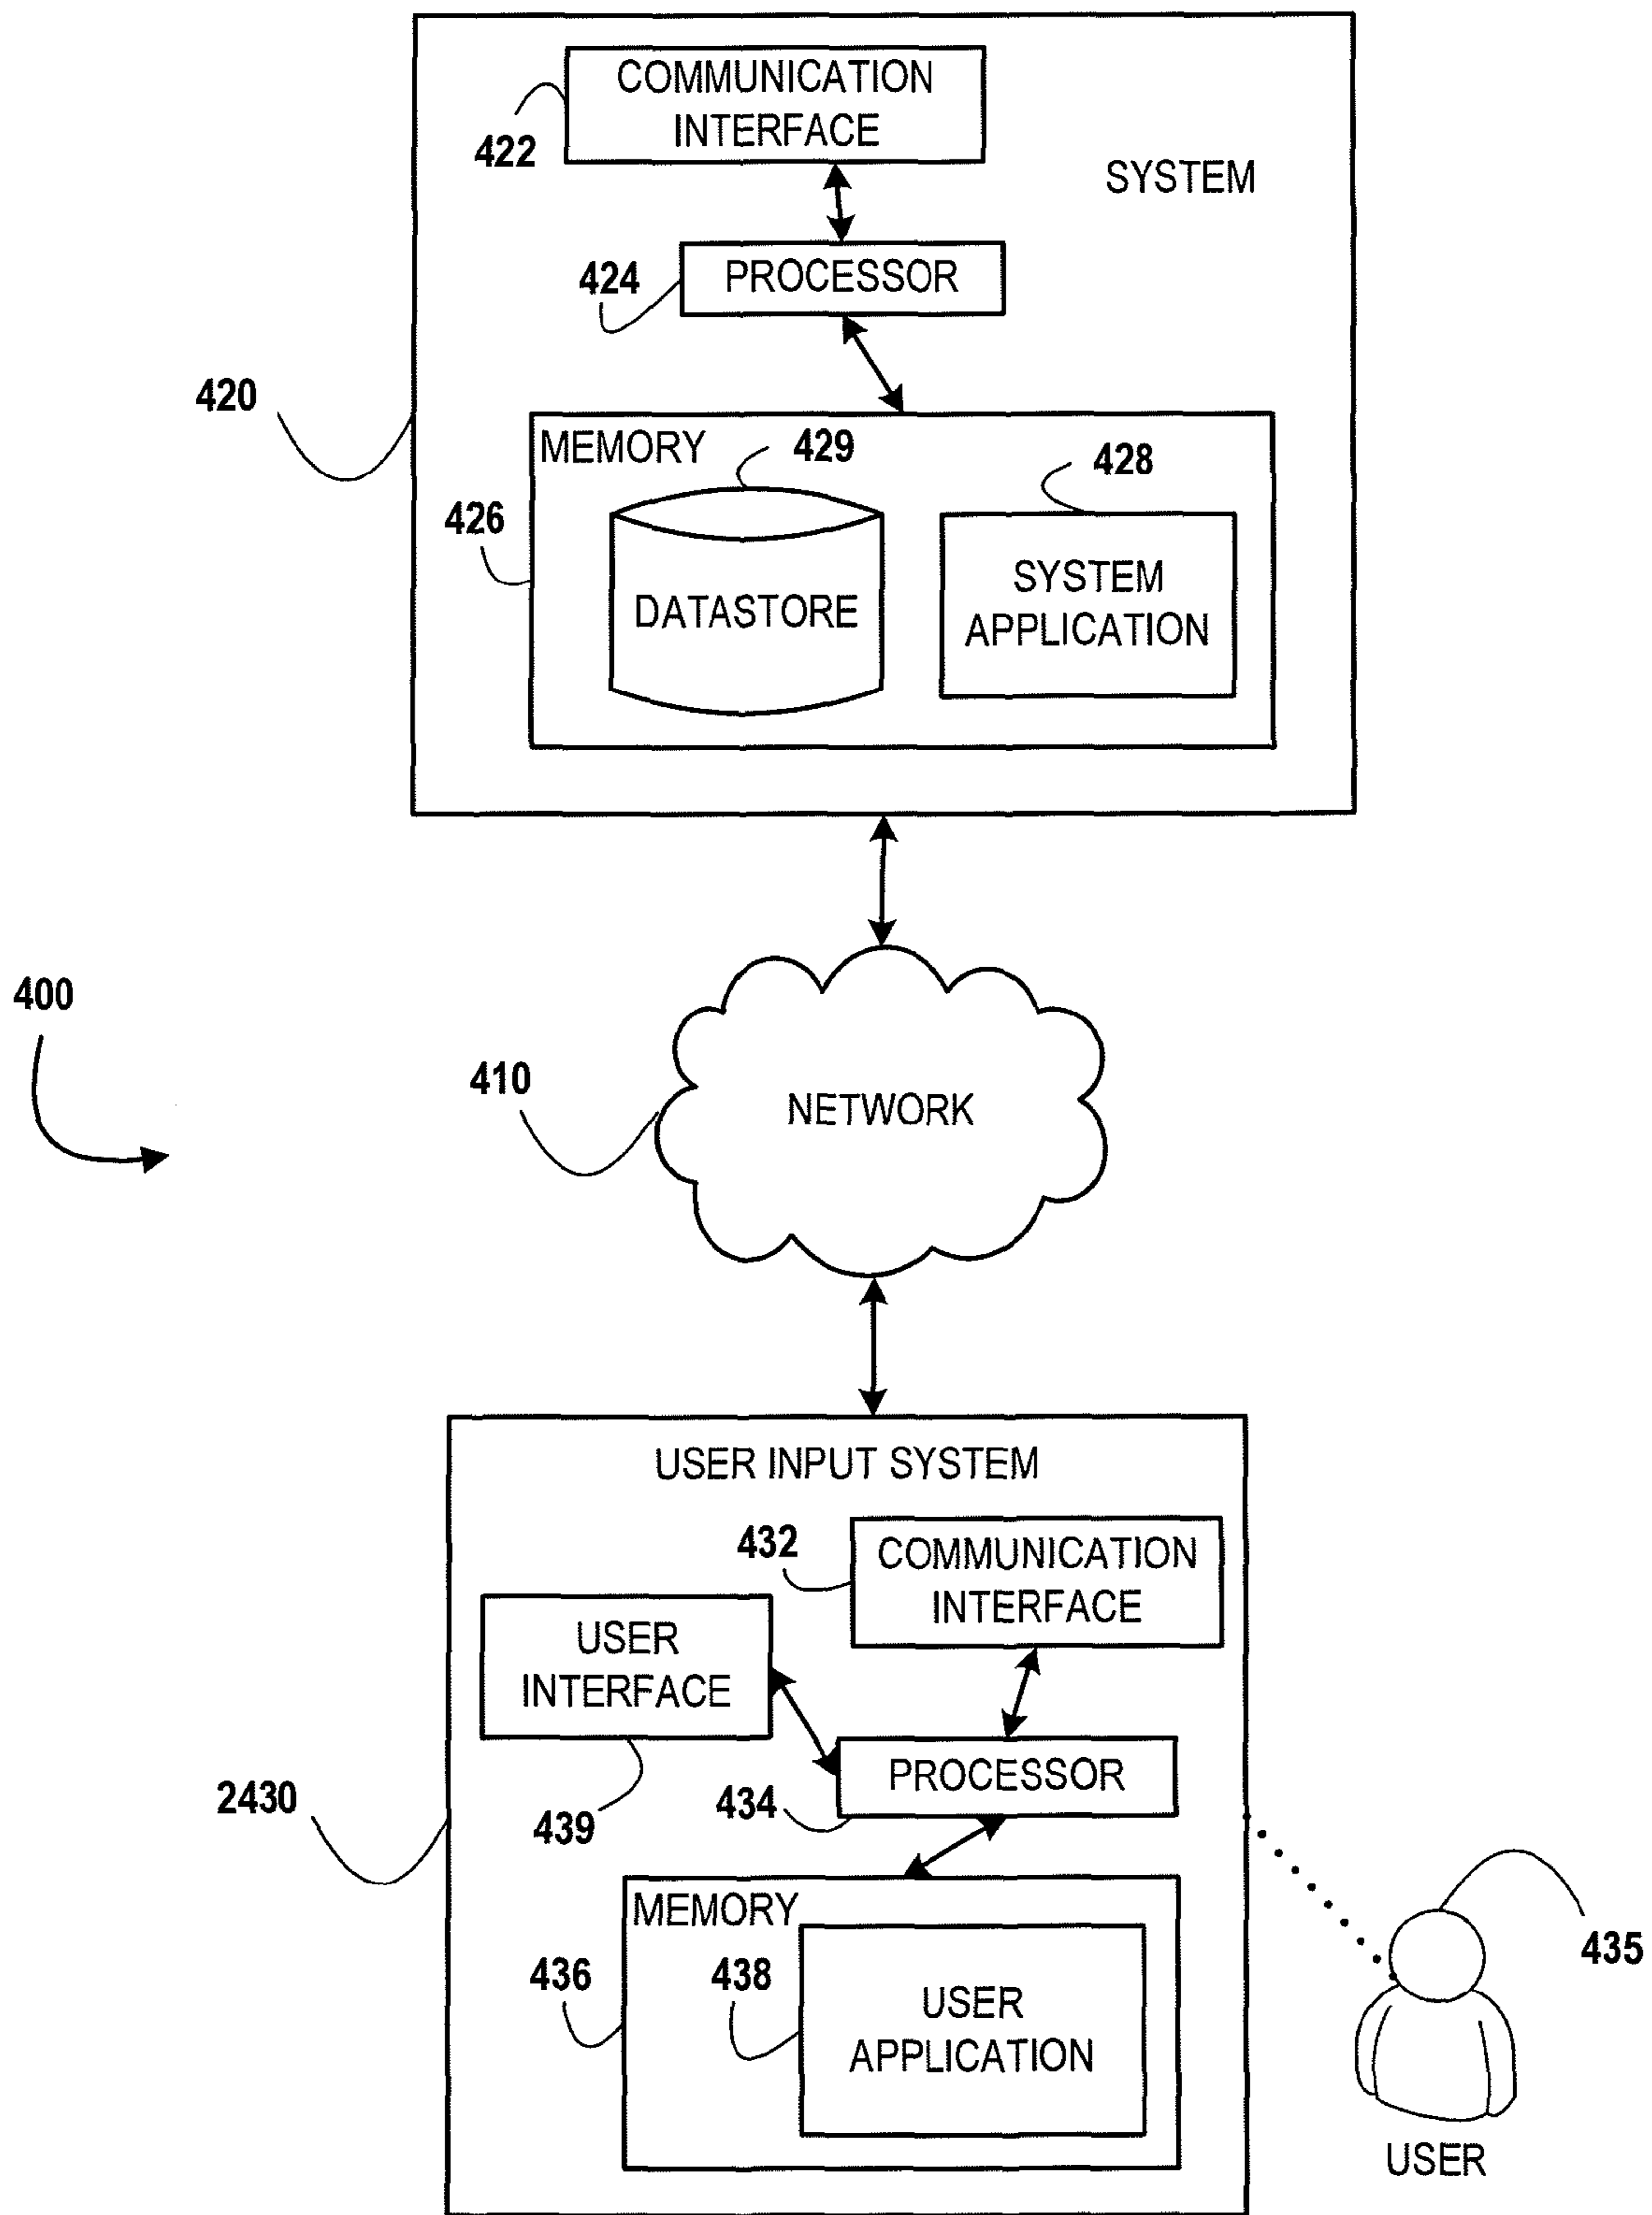 COMMUNICATION
INTERFACE
422
SYSTEM
424
PROCESSOR
420
MEMORY
429
428
426
DATASTORE
SYSTEM
APPLICATION
400
410
NETWORK
USER INPUT SYSTEM
432
COMMUNICATION
INTERFACE
USER
INTERFACE
PROCESSOR
2430
439
434
MEMORY
436
438
USER
APPLICATION
435
USER